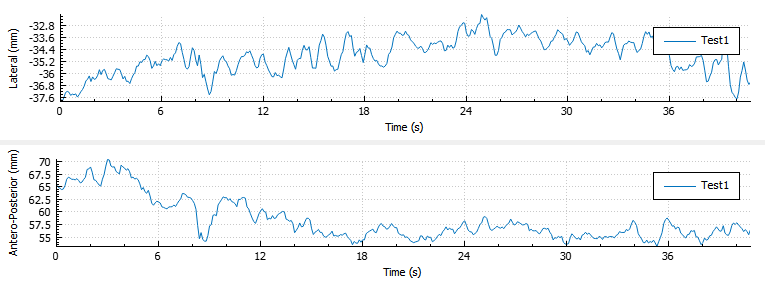 Lateral (mm)
-32.8
-33.6
-34.4
-35.2
-36
-36.8
-37.6
Test1
0 6 12 18 24 30 36
Time (s)
Antero-Posterior (mm)
70
67.5
65
62.5
60
57.5
55
Test1
0 6 12 18 24 30 36
Time (s)